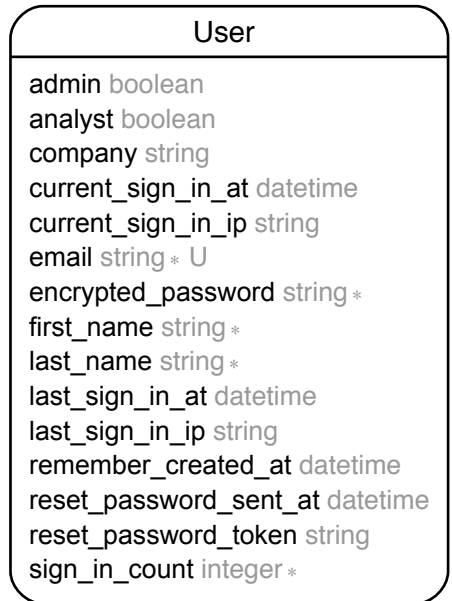 User
admin boolean
analyst boolean
company string
current_sign_in_at datetime
current_sign_in_ip string
email string * U
encrypted_password string *
first_name string *
last_name string *
last_sign_in_at datetime
last_sign_in_ip string
remember_created_at datetime
reset_password_sent_at datetime
reset_password_token string
sign_in_count integer *